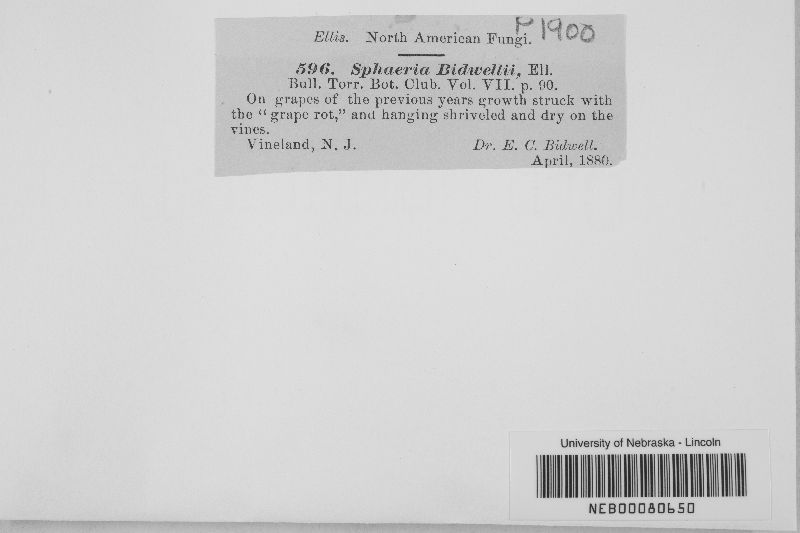 P1900
Ellis. North American Fungi.
596. Sphaeria Bidwellii, Ell.
Bull. Torr. Bot. Club. Vol. VII. p. 90.
On grapes of the previous years growth struck with
the "grape rot," and hanging shriveled and dry on the
vines.
Vineland, N. J. Dr. E. C. Bidwell.
April, 1880.
University of Nebraska - Lincoln
NEB00080650